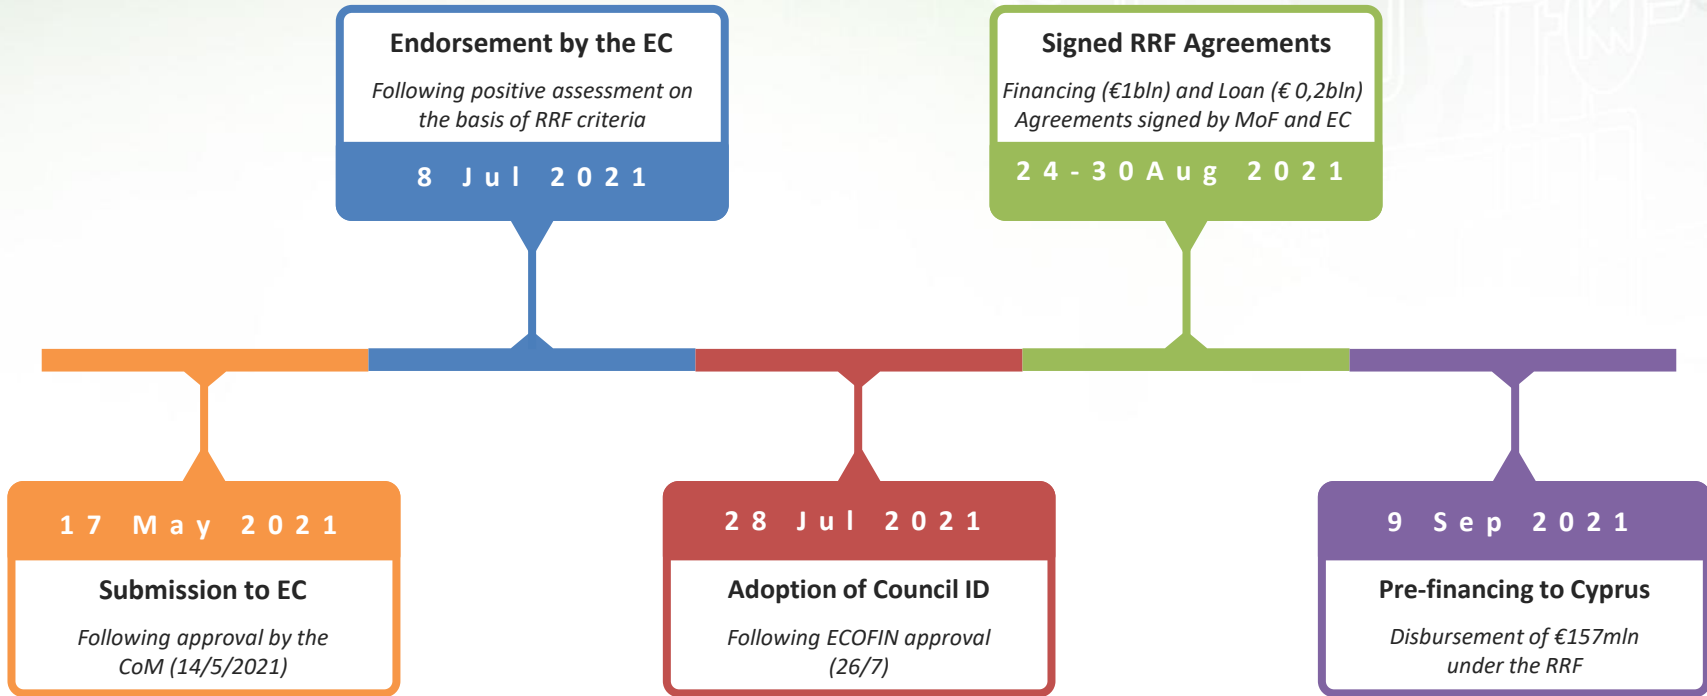 Endorsement by the EC
Following positive assessment on
the basis of RRF criteria
8 Jul 2021
Signed RRF Agreements
Financing (€1bln) and Loan (€ 0,2bln)
Agreements signed by MoF and EC
24-30Aug 2021
17 May 2021
Submission to EC
Following approval by the
CoM (14/5/2021)
28 Jul 2021
Adoption of Council ID
Following ECOFIN approval
(26/7)
9 Sep 2021
Pre-financing to Cyprus
Disbursement of €157mln
under the RRF